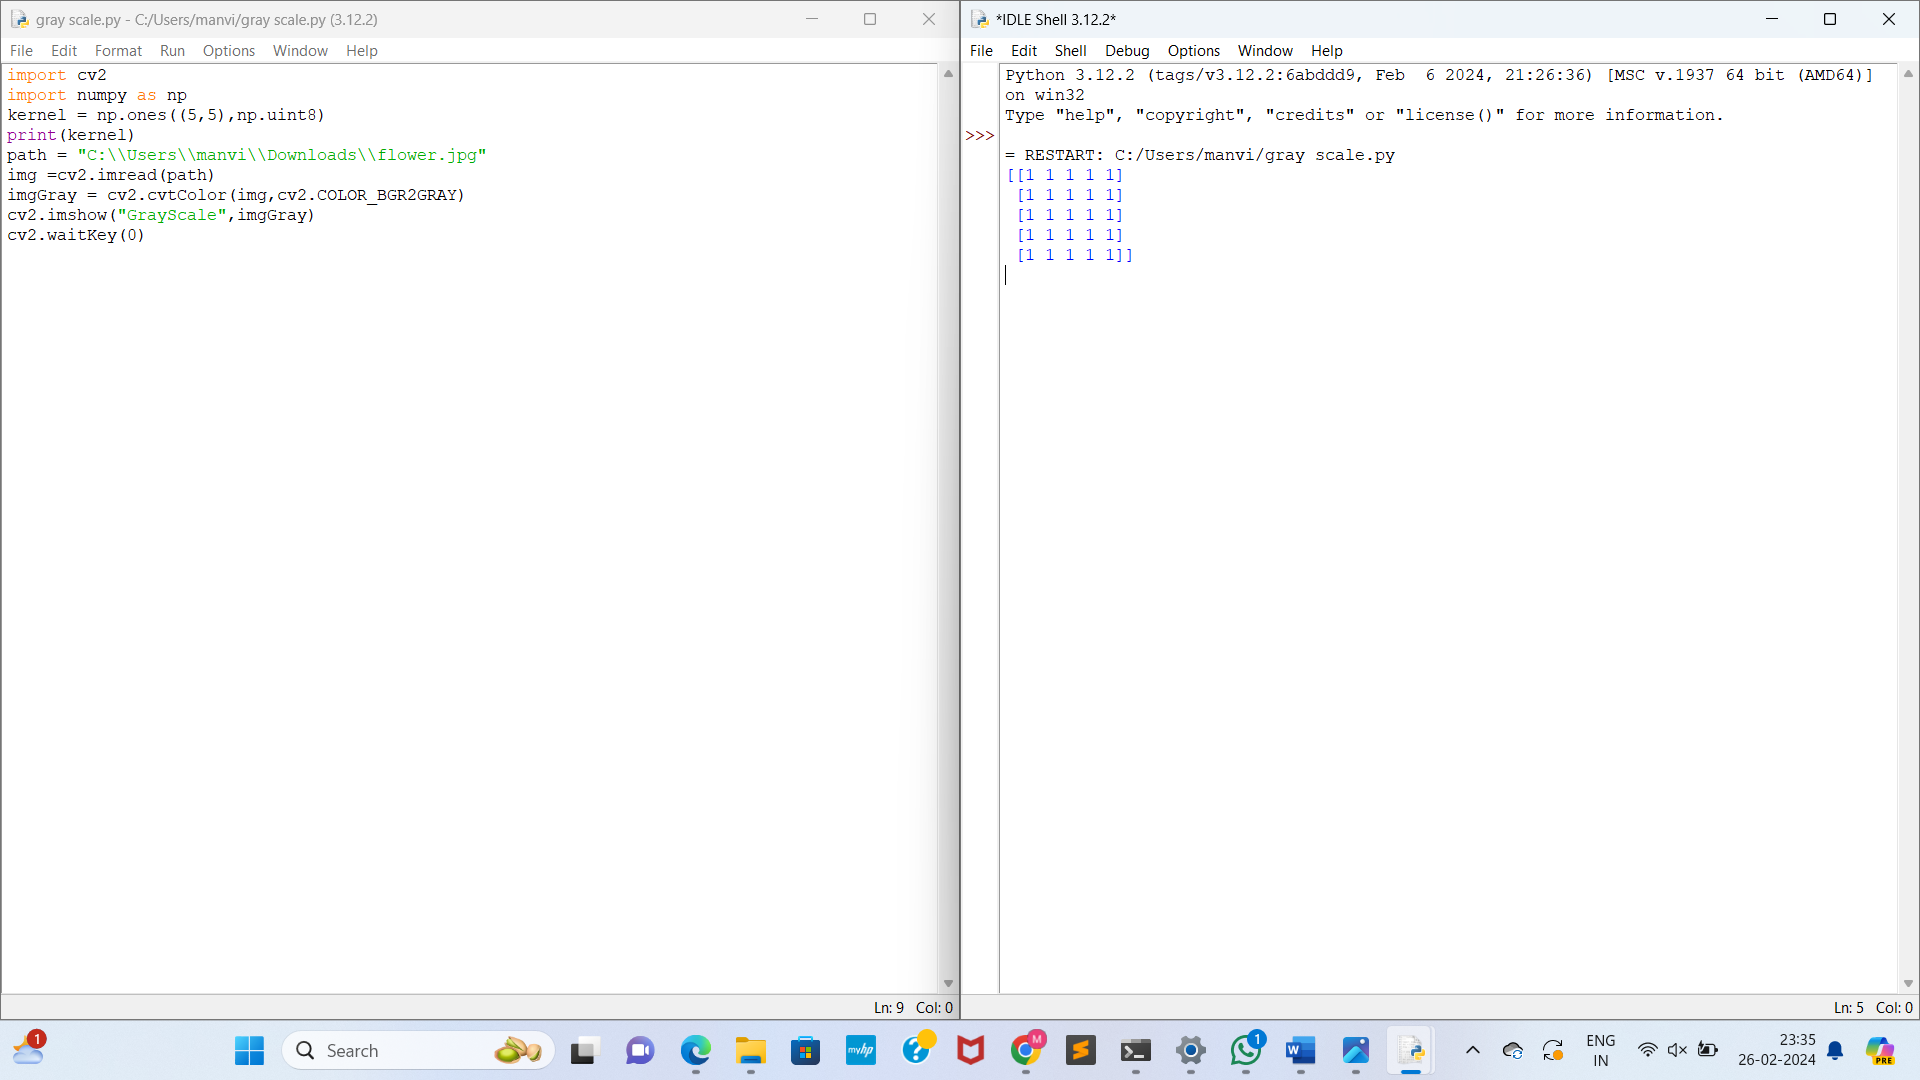 gray scale.py - C:/Users/manvi/gray scale.py (3.12.2)
File Edit Format Run Options Window Help
import cv2
import numpy as np
kernel = np.ones((5,5),np.uint8)
print(kernel)
path = "C:\\Users\\manvi\\Downloads\\flower.jpg"
img =cv2.imread(path)
imgGray = cv2.cvtColor(img,cv2.COLOR_BGR2GRAY)
cv2.imshow("GrayScale",imgGray)
cv2.waitKey(0)
Ln: 9 Col: 0
*IDLE Shell 3.12.2*
File Edit Shell Debug Options Window Help
Python 3.12.2 (tags/v3.12.2:6abddd9, Feb  6 2024, 21:26:36) [MSC v.1937 64 bit (AMD64)]
on win32
Type "help", "copyright", "credits" or "license()" for more information.
>>>
= RESTART: C:/Users/manvi/gray scale.py
[[1 1 1 1 1]
 [1 1 1 1 1]
 [1 1 1 1 1]
 [1 1 1 1 1]
 [1 1 1 1 1]]
Ln: 5 Col: 0
1
Search
myhp
?
M
S
1
W
ENG
IN
23:35
26-02-2024
PRE